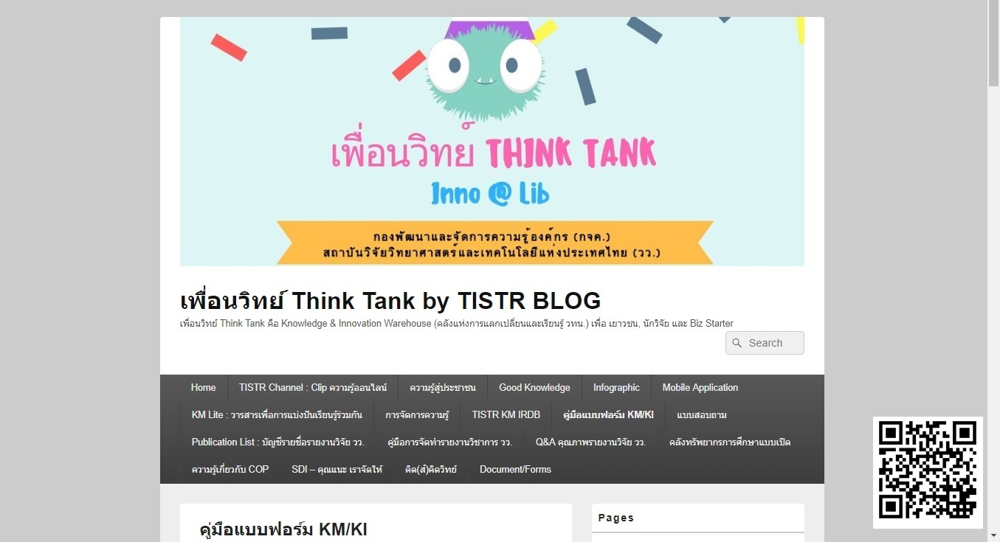 เพื่อนวิทย์ THINK TANK
Inno @ Lib
กองพัฒนาและจัดการความรู้องค์กร (กจค.)
สถาบันวิจัยวิทยาศาสตร์และเทคโนโลยีแห่งประเทศไทย (วว.)
เพื่อนวิทย์ Think Tank by TISTR BLOG
เพื่อนวิทย์ Think Tank คือ Knowledge & Innovation Warehouse (คลังแห่งการแลกเปลี่ยนและเรียนรู้ วทน.) เพื่อ เยาวชน, นักวิจัย และ Biz Starter
Search
Home TISTR Channel : Clip ความรู้ออนไลน์ ความรู้สู่ประชาชน Good Knowledge Infographic Mobile Application
KM Lite : วารสารเพื่อการแบ่งปันเรียนรู้ร่วมกัน การจัดการความรู้ TISTR KM IRDB คู่มือแบบฟอร์ม KM/KI แบบสอบถาม
Publication List : บัญชีรายชื่อรายงานวิจัย วว. คู่มือการจัดทำรายงานวิชาการ วว. Q&A คุณภาพรายงานวิจัย วว. คลังทรัพยากรการศึกษาแบบเปิด
ความรู้เกี่ยวกับ COP SDI – คุณแนะ เราจัดให้ คิด(ส์)คิดวิทย์ Document/Forms
คู่มือแบบฟอร์ม KM/KI
Pages